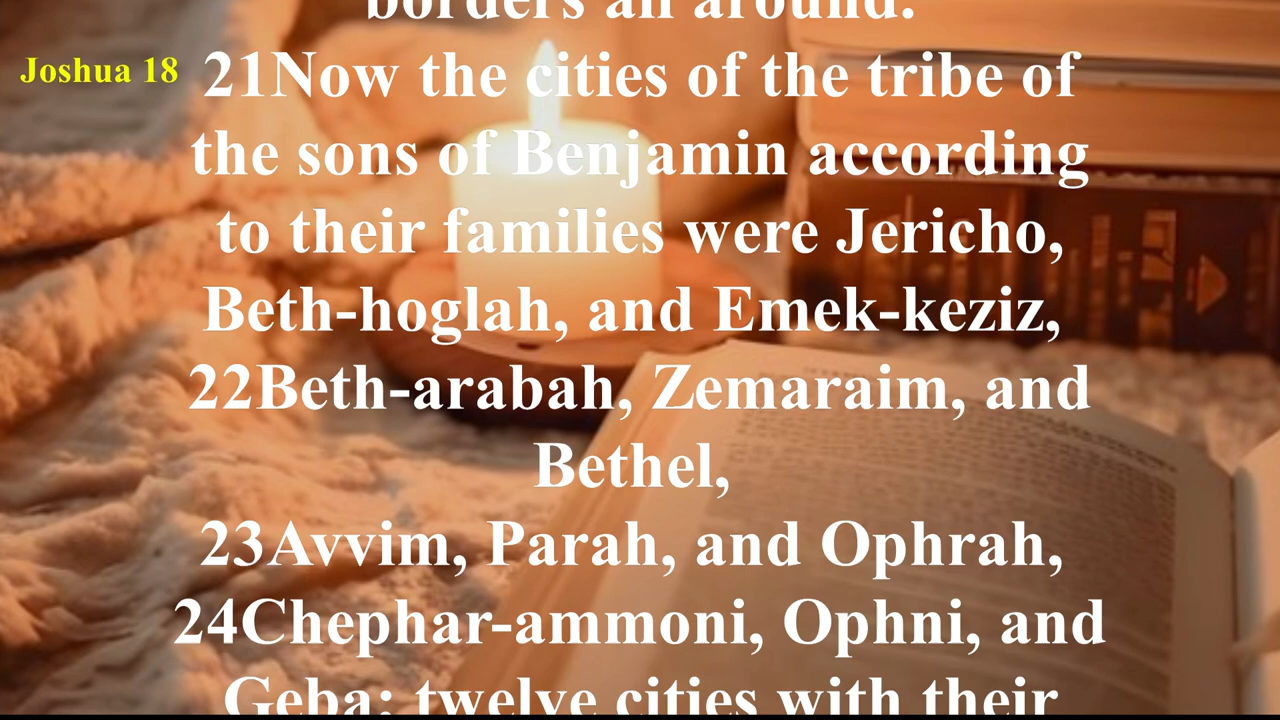 borders all around.
Joshua 18
21Now the cities of the tribe of
the sons of Benjamin according
to their families were Jericho,
Beth-hoglah, and Emek-keziz,
22Beth-arabah, Zemaraim, and
Bethel,
23Avvim, Parah, and Ophrah,
24Chephar-ammoni, Ophni, and
Geba; twelve cities with their